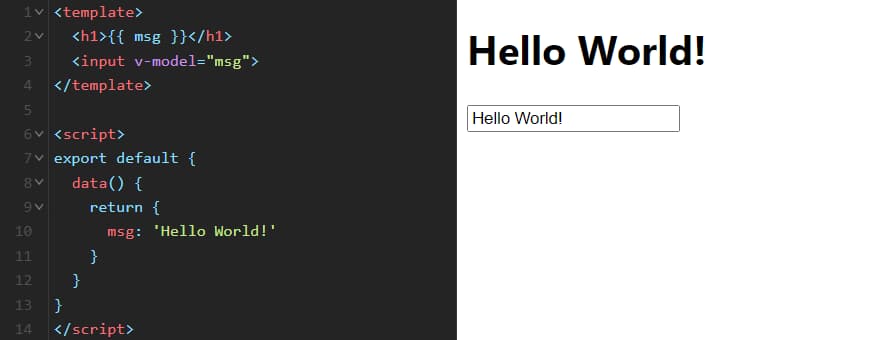 1 <template>
2 <h1>{{ msg }}</h1>
3 <input v-model="msg">
4 </template>
5
6 <script>
7 export default {
8 data() {
9 return {
10 msg: 'Hello World!'
11 }
12 }
13 }
14 </script>
Hello World!
Hello World!